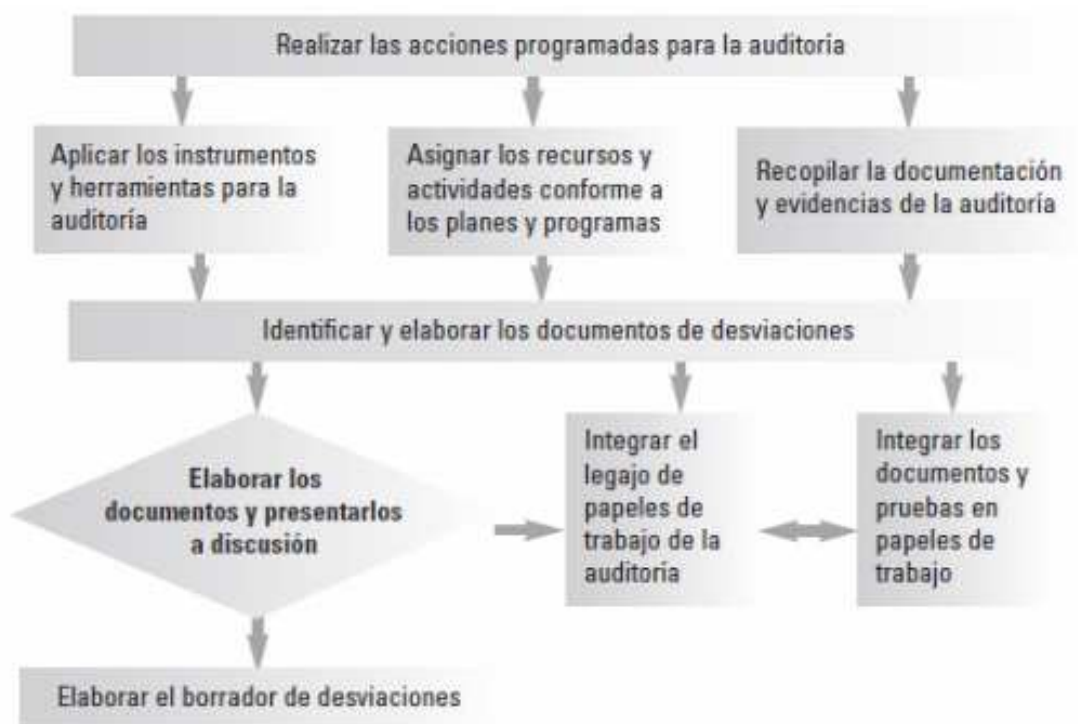 Realizar las acciones programadas para la auditoría
Aplicar los instrumentos
y herramientas para la
auditoría
Asignar los recursos y
actividades conforme a
los planes y programas
Recopilar la documentación
y evidencias de la auditoría
Identificar y elaborar los documentos de desviaciones
Elaborar los
documentos y presentarlos
a discusión
Integrar el
legajo de
papeles de
trabajo de la
auditoría
Integrar los
documentos y
pruebas en
papeles de
trabajo
Elaborar el borrador de desviaciones